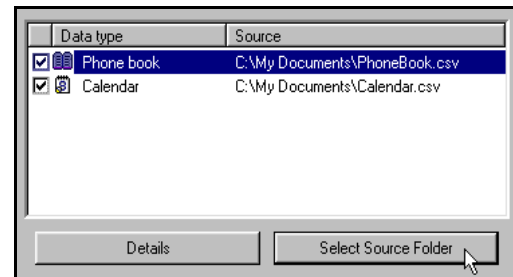 Data type Source
Phone book C:\My Documents\PhoneBook.csv
Calendar C:\My Documents\Calendar.csv
Details Select Source Folder